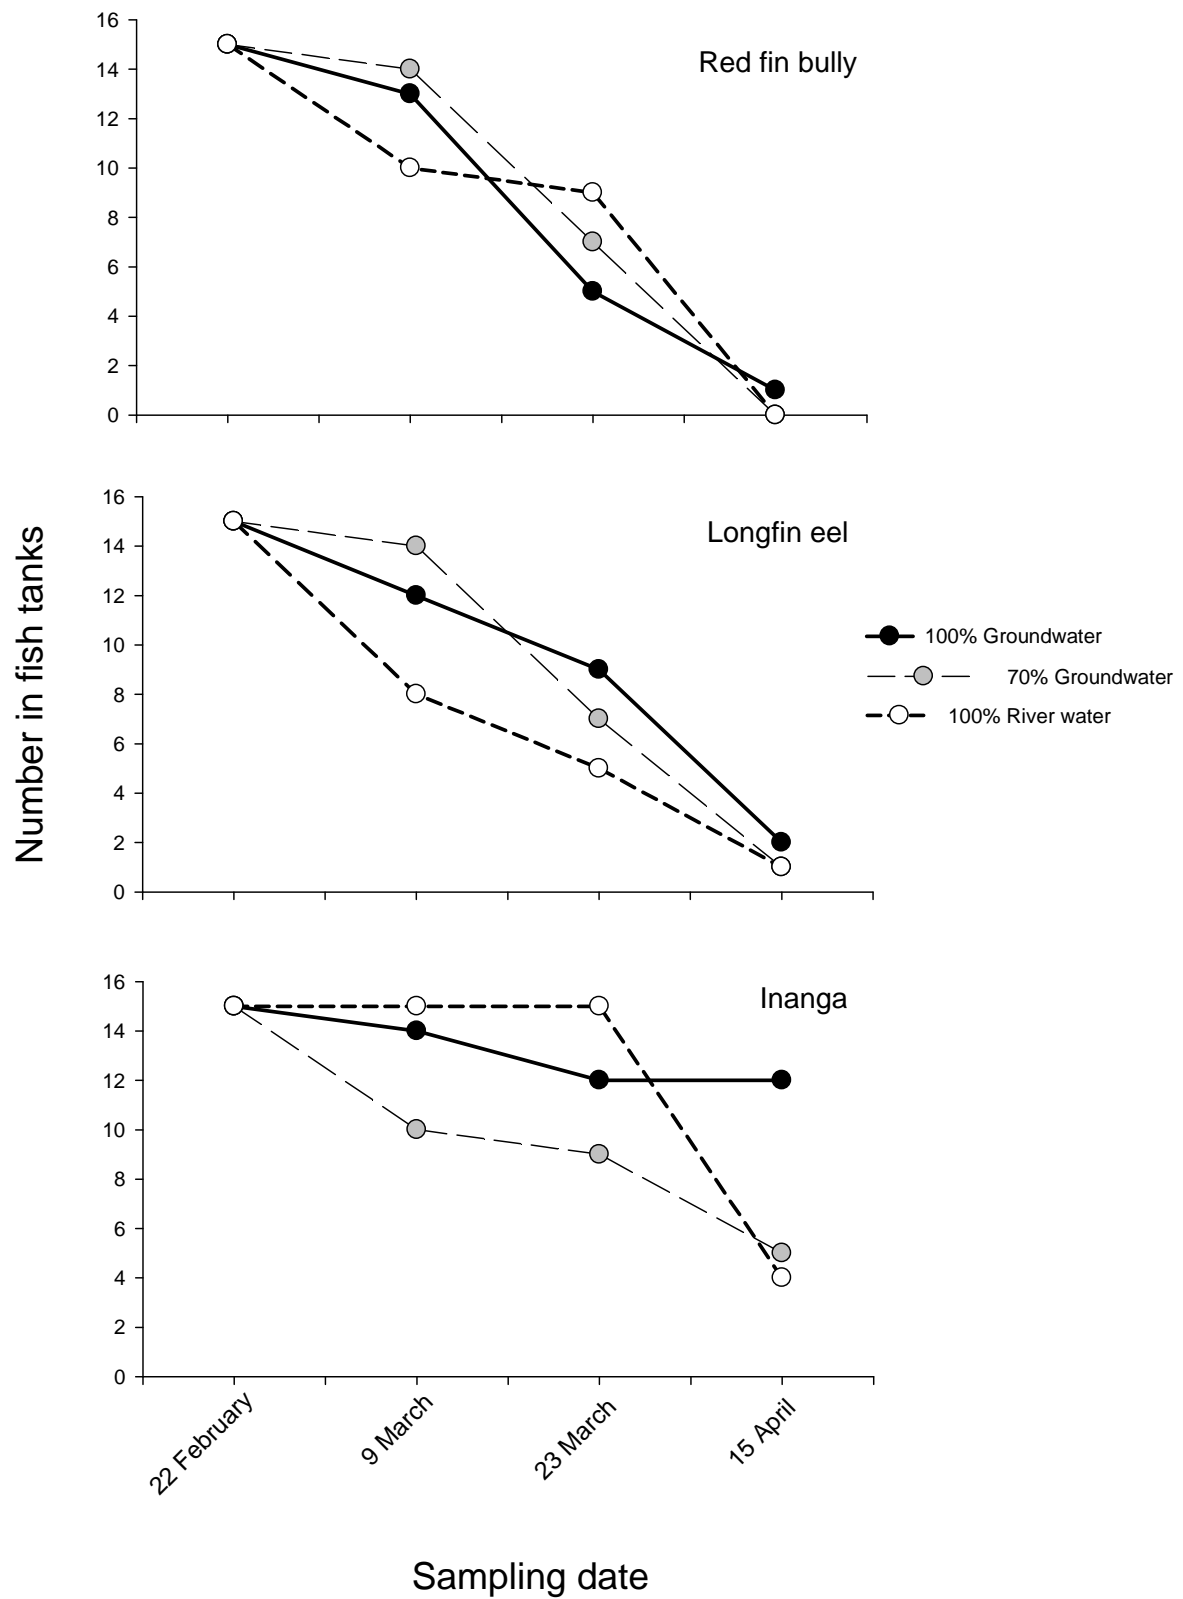 16
14
12
10
8
6
4
2
0
Red fin bully
Number in fish tanks
16
14
12
10
8
6
4
2
0
Longfin eel
100% Groundwater
70% Groundwater
100% River water
16
14
12
10
8
6
4
2
0
Inanga
22 February
9 March
23 March
15 April
Sampling date